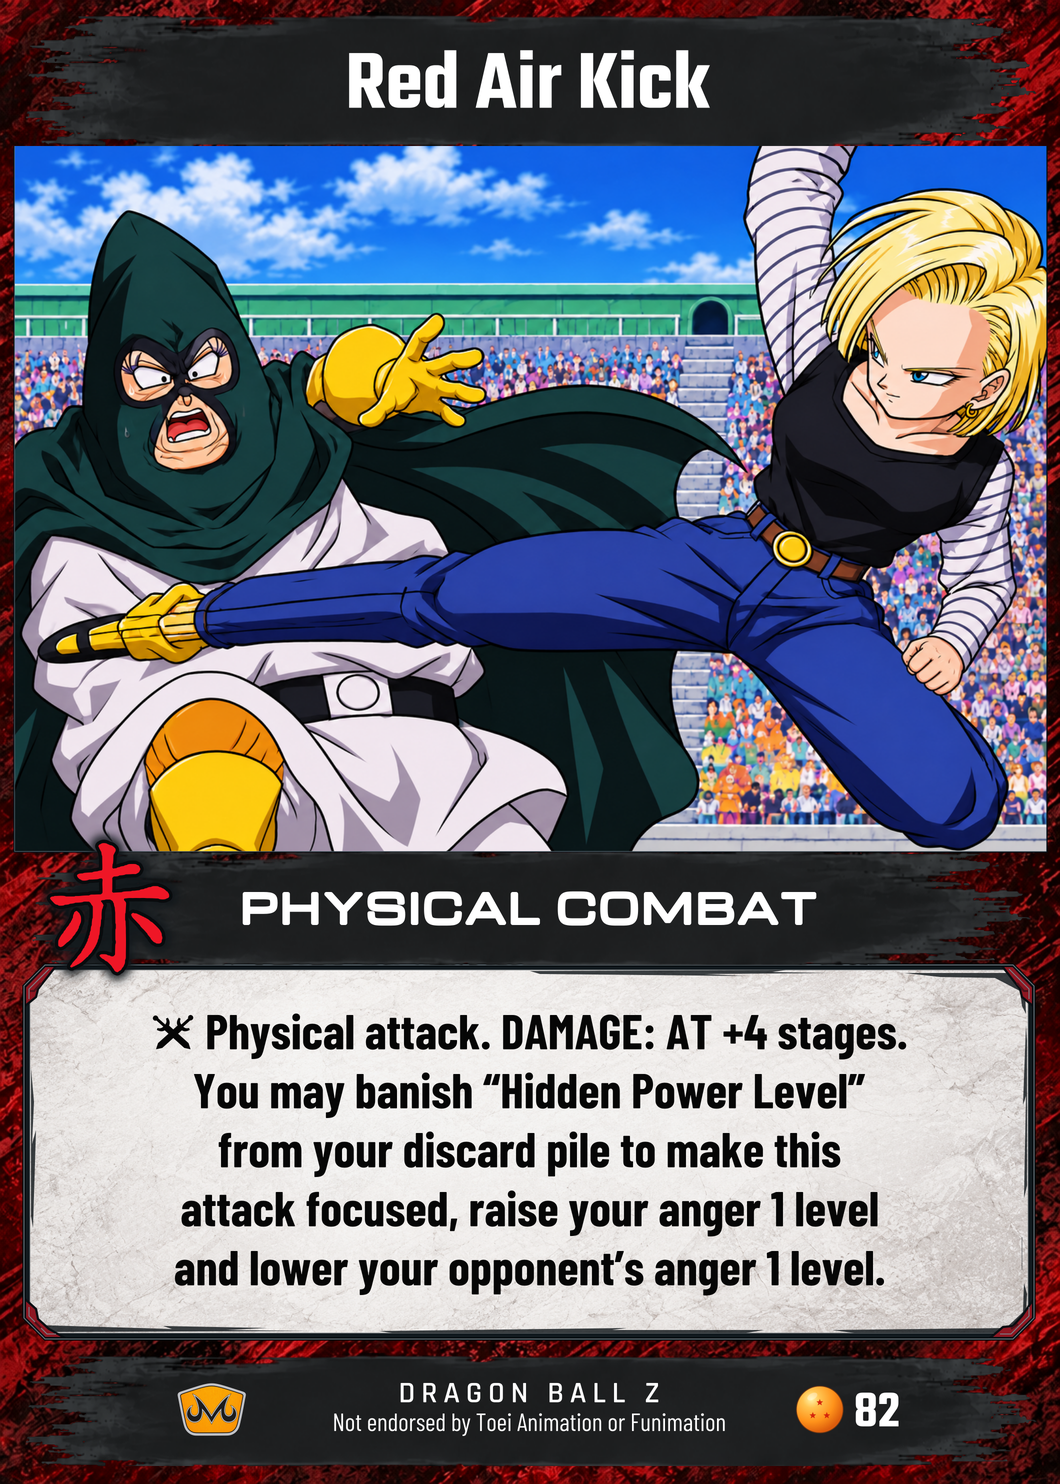 Red Air Kick
赤
PHYSICAL COMBAT
Physical attack. DAMAGE: AT +4 stages.
You may banish “Hidden Power Level”
from your discard pile to make this
attack focused, raise your anger 1 level
and lower your opponent’s anger 1 level.
DRAGON BALL Z
Not endorsed by Toei Animation or Funimation
82